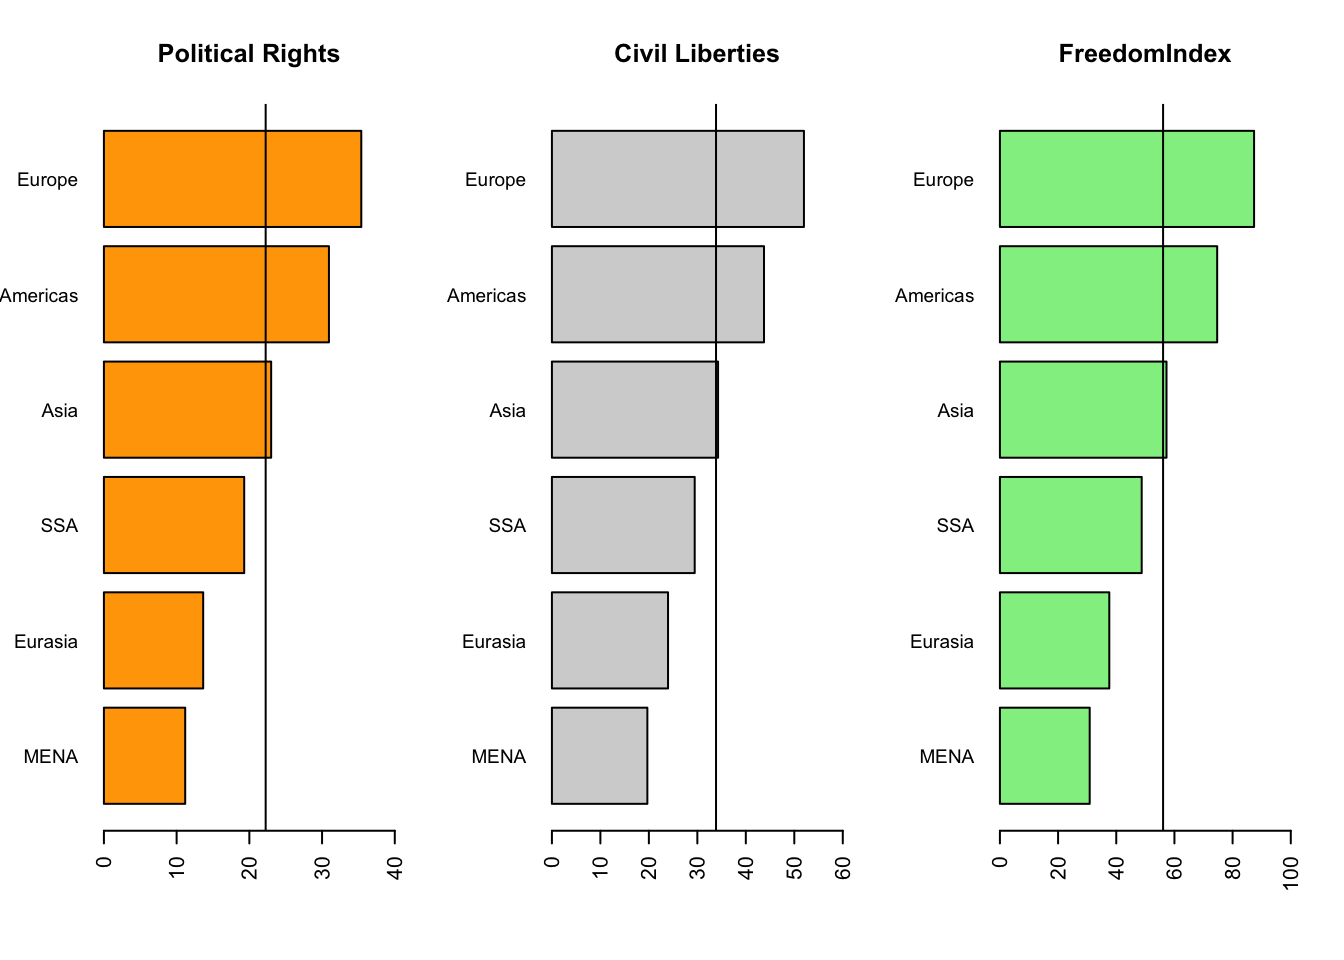 Political Rights
Europe
Americas
Asia
SSA
Eurasia
MENA
0 10 20 30 40
Civil Liberties
Europe
Americas
Asia
SSA
Eurasia
MENA
0 10 20 30 40 50 60
FreedomIndex
Europe
Americas
Asia
SSA
Eurasia
MENA
0 20 40 60 80 100